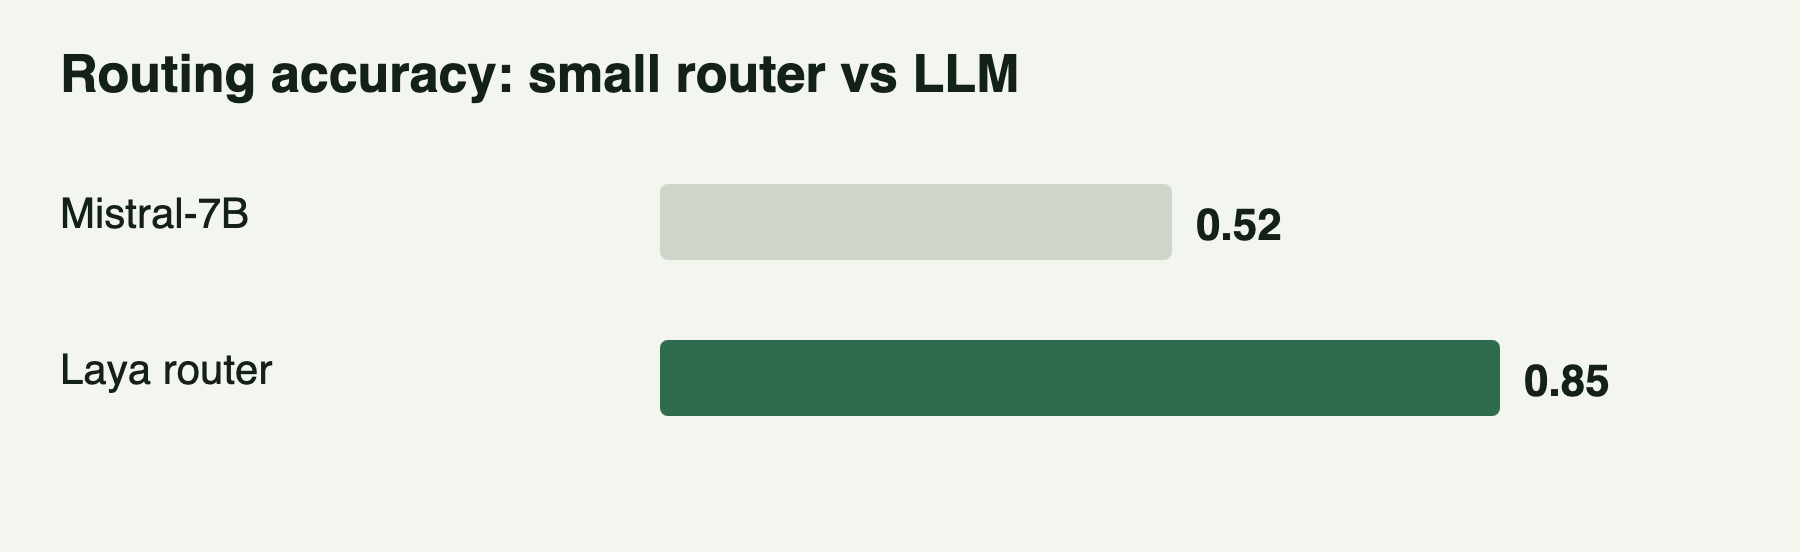 Routing accuracy: small router vs LLM
Mistral-7B 0.52
Laya router 0.85